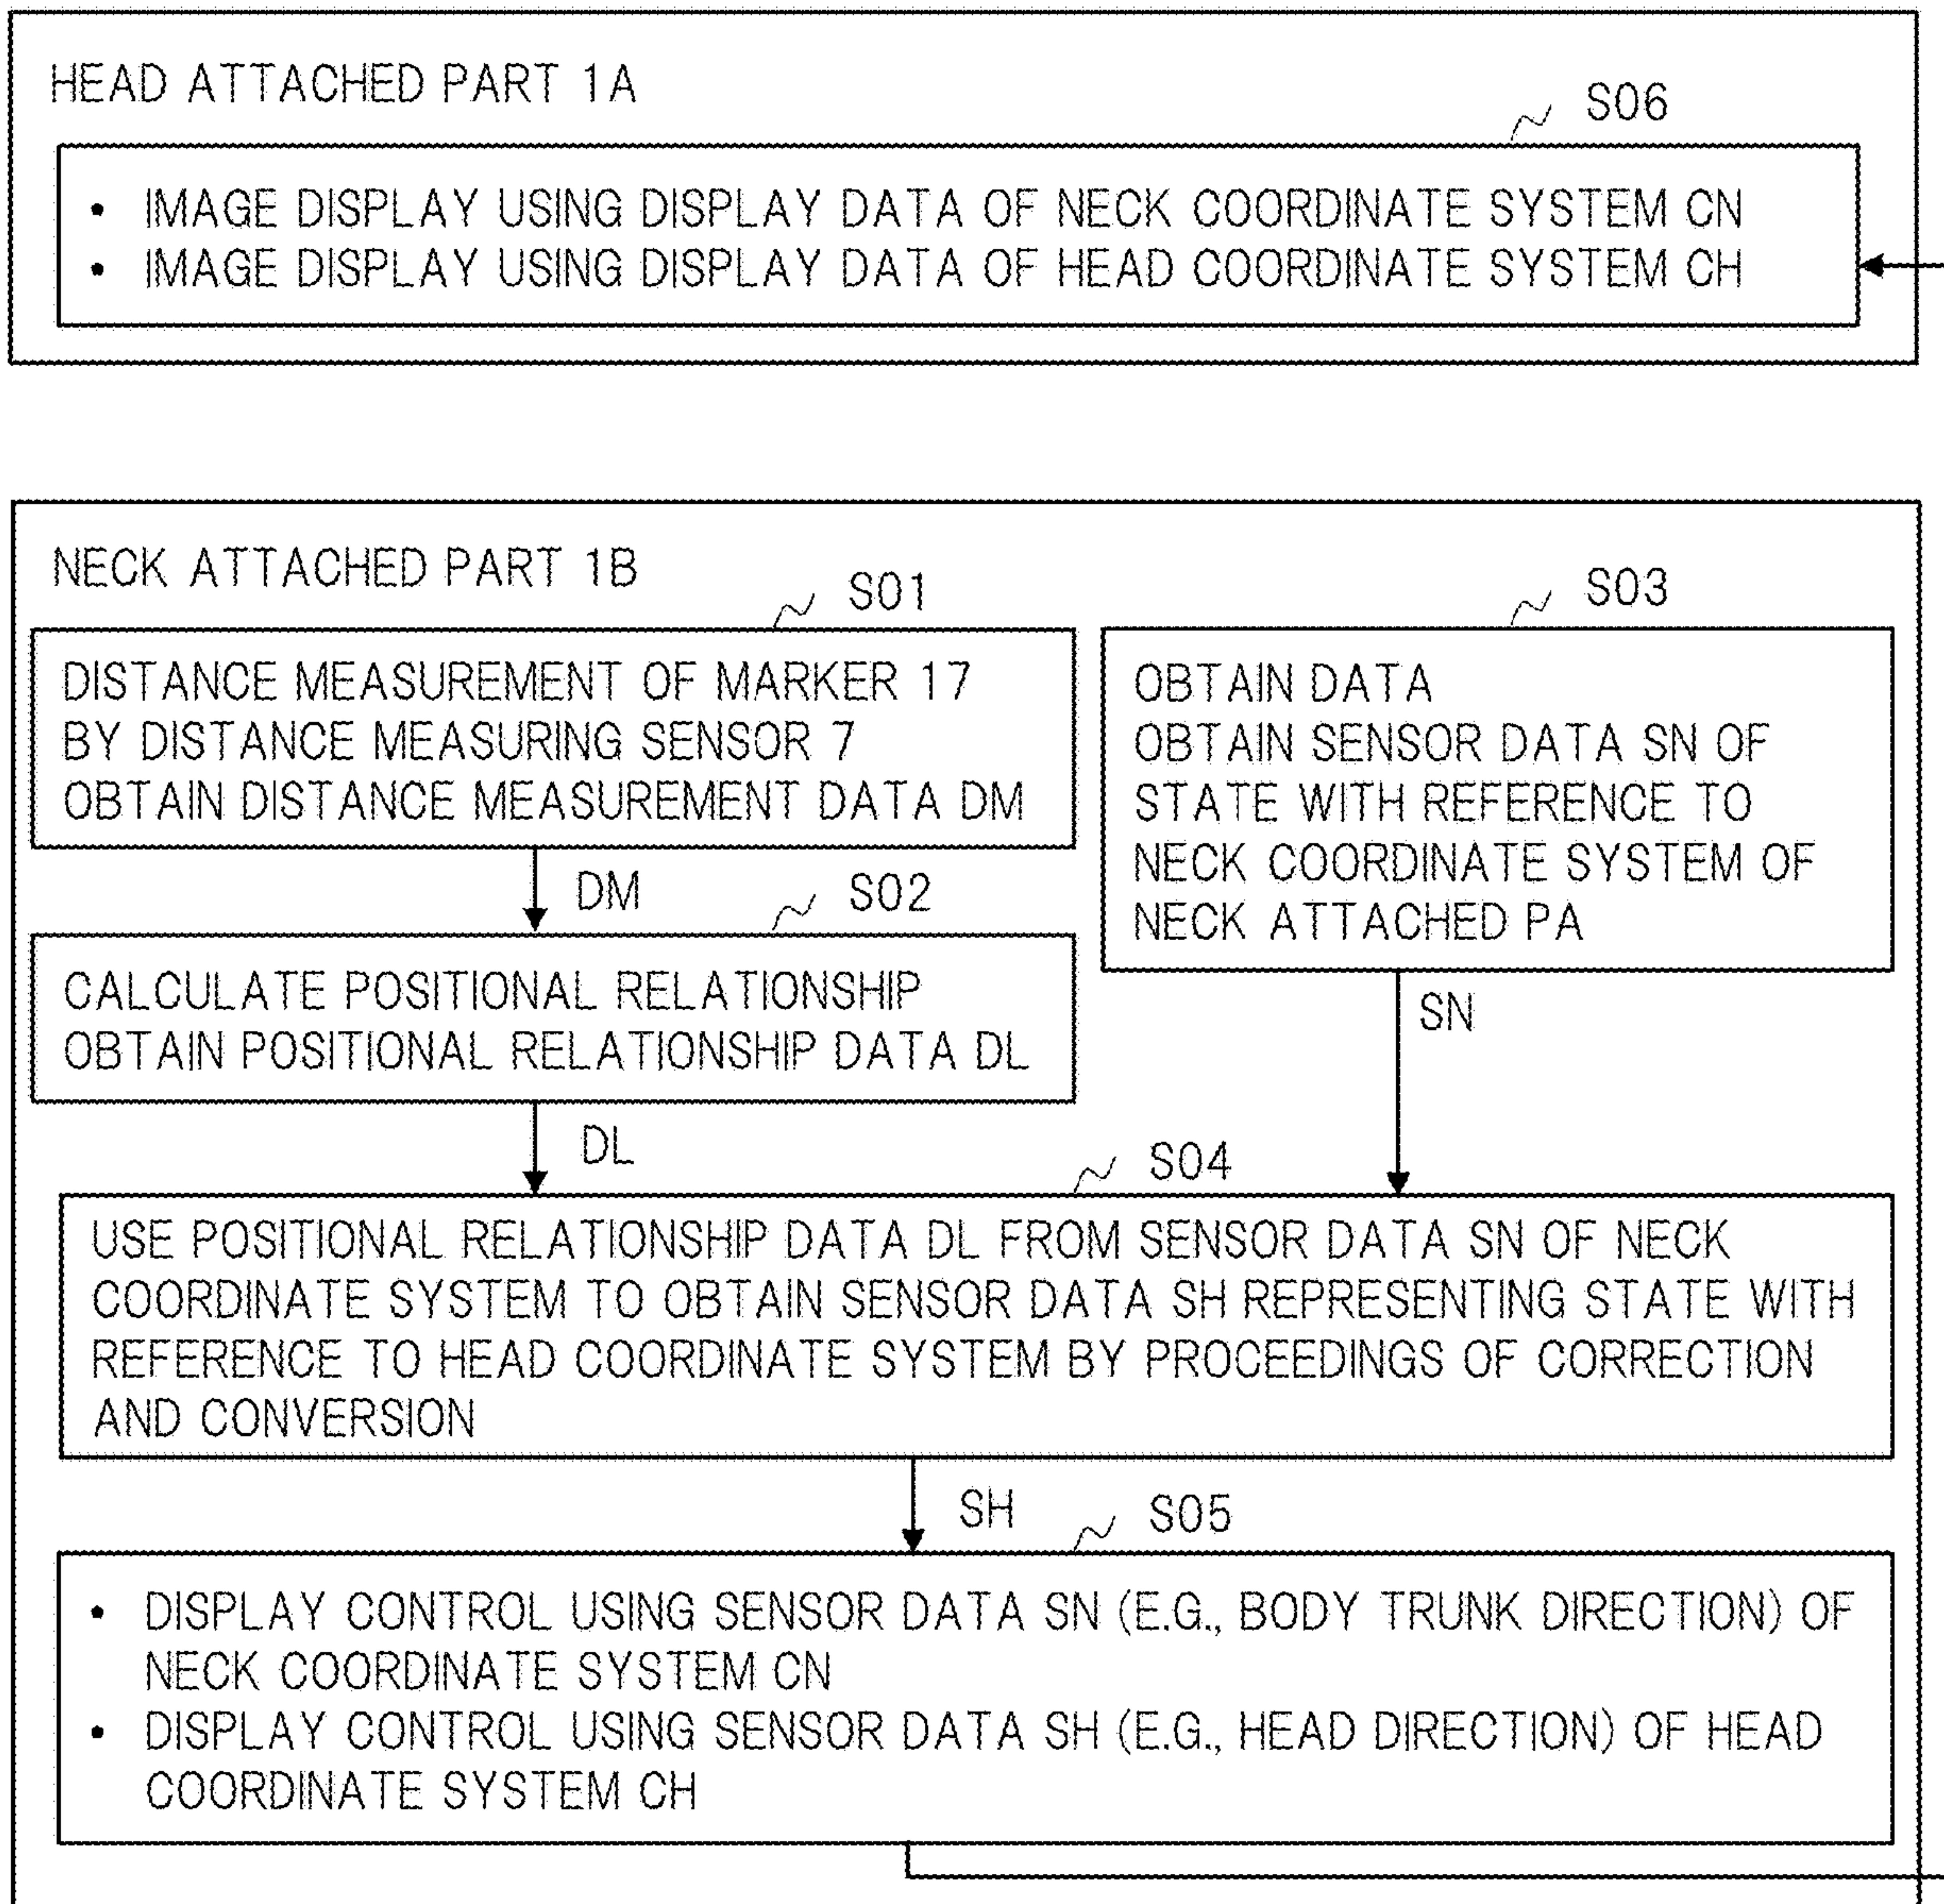 HEAD ATTACHED PART 1A
S06
• IMAGE DISPLAY USING DISPLAY DATA OF NECK COORDINATE SYSTEM CN
• IMAGE DISPLAY USING DISPLAY DATA OF HEAD COORDINATE SYSTEM CH
NECK ATTACHED PART 1B
S01
DISTANCE MEASUREMENT OF MARKER 17
BY DISTANCE MEASURING SENSOR 7
OBTAIN DISTANCE MEASUREMENT DATA DM
S03
OBTAIN DATA
OBTAIN SENSOR DATA SN OF
STATE WITH REFERENCE TO
NECK COORDINATE SYSTEM OF
NECK ATTACHED PA
DM
S02
CALCULATE POSITIONAL RELATIONSHIP
OBTAIN POSITIONAL RELATIONSHIP DATA DL
SN
DL
S04
USE POSITIONAL RELATIONSHIP DATA DL FROM SENSOR DATA SN OF NECK
COORDINATE SYSTEM TO OBTAIN SENSOR DATA SH REPRESENTING STATE WITH
REFERENCE TO HEAD COORDINATE SYSTEM BY PROCEEDINGS OF CORRECTION
AND CONVERSION
SH
S05
• DISPLAY CONTROL USING SENSOR DATA SN (E.G., BODY TRUNK DIRECTION) OF
NECK COORDINATE SYSTEM CN
• DISPLAY CONTROL USING SENSOR DATA SH (E.G., HEAD DIRECTION) OF HEAD
COORDINATE SYSTEM CH